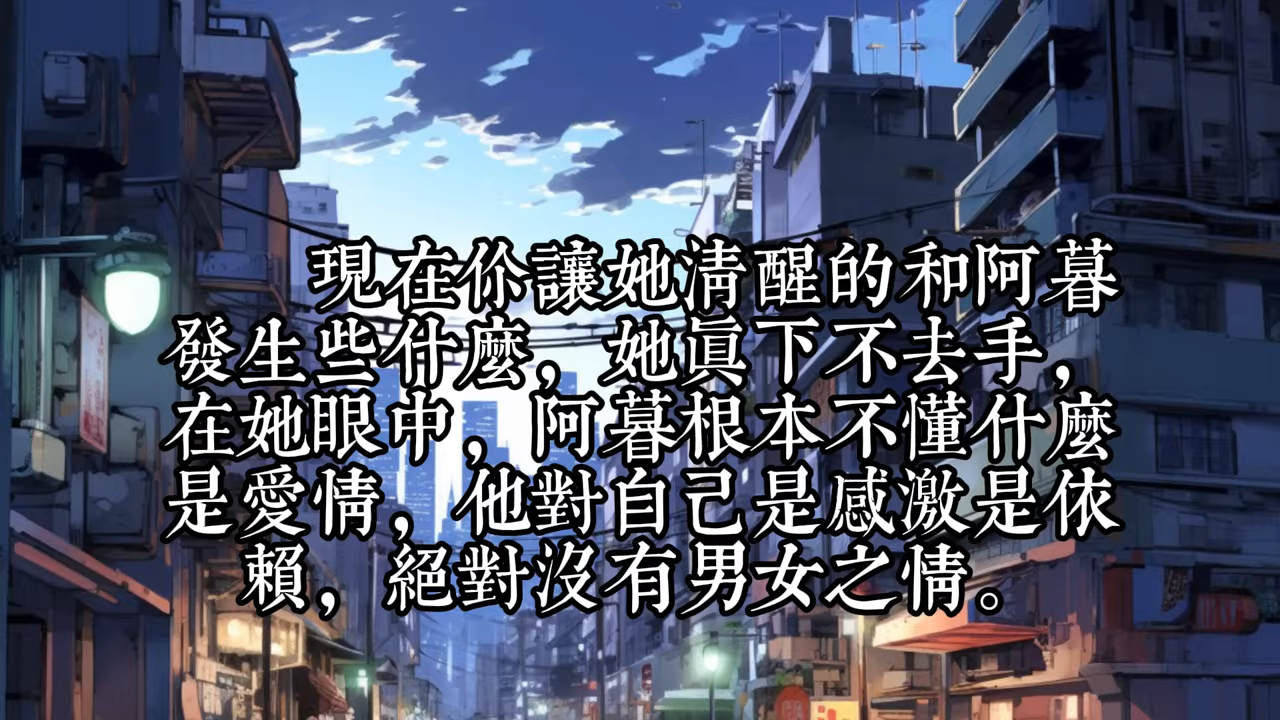 現在你讓她清醒的和阿暮
發生些什麼，她眞下不去手，
在她眼中，阿暮根本不懂什麼
是愛情，他對自己是感激是依
賴，絕對沒有男女之情。